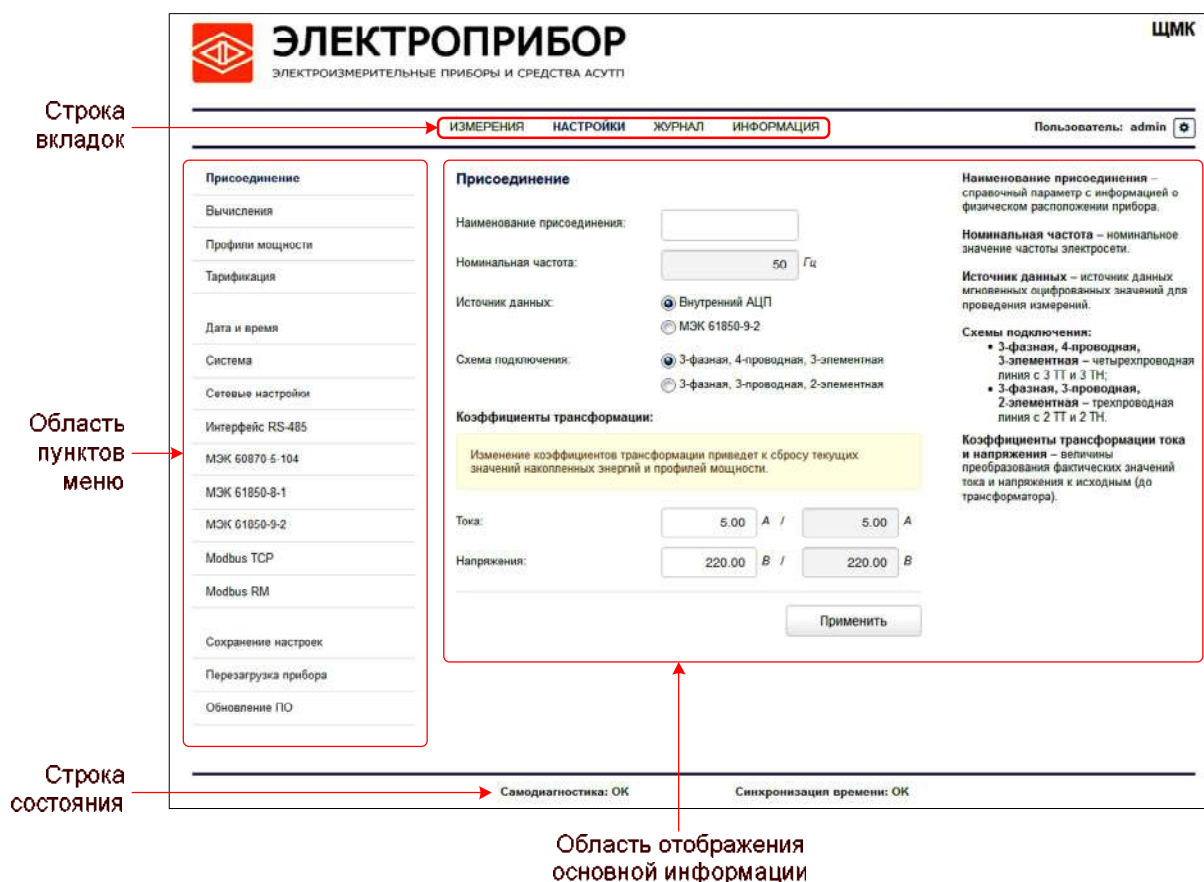 ЭЛЕКТРОПРИБОР
ЭЛЕКТРОИЗМЕРИТЕЛЬНЫЕ ПРИБОРЫ И СРЕДСТВА АСУТП
ЩМК
Строка
вкладок
ИЗМЕРЕНИЯ НАСТРОЙКИ ЖУРНАЛ ИНФОРМАЦИЯ
Пользователь: admin
Область
пунктов
меню
Присоединение
Вычисления
Профили мощности
Тарификация
Дата и время
Система
Сетевые настройки
Интерфейс RS-485
МЭК 60870-5-104
МЭК 61850-8-1
МЭК 61850-9-2
Modbus TCP
Modbus RM
Сохранение настроек
Перезагрузка прибора
Обновление ПО
Присоединение
Наименование присоединения:
Номинальная частота: 50 Гц
Источник данных: Внутренний АЦП
МЭК 61850-9-2
Схема подключения: 3-фазная, 4-проводная, 3-элементная
3-фазная, 3-проводная, 2-элементная
Коэффициенты трансформации:
Изменение коэффициентов трансформации приведет к сбросу текущих
значений накопленных энергий и профилей мощности.
Тока: 5.00 А / 5.00 А
Напряжения: 220.00 В / 220.00 В
Применить
Наименование присоединения –
справочный параметр с информацией о
физическом расположении прибора.
Номинальная частота – номинальное
значение частоты электросети.
Источник данных – источник данных
мгновенных оцифрованных значений для
проведения измерений.
Схемы подключения:
• 3-фазная, 4-проводная,
3-элементная – четырехпроводная
линия с 3 ТТ и 3 ТН;
• 3-фазная, 3-проводная,
2-элементная – трехпроводная
линия с 2 ТТ и 2 ТН.
Коэффициенты трансформации тока
и напряжения – величины
преобразования фактических значений
тока и напряжения к исходным (до
трансформатора).
Строка
состояния
Самодиагностика: OK Синхронизация времени: OK
Область отображения
основной информации